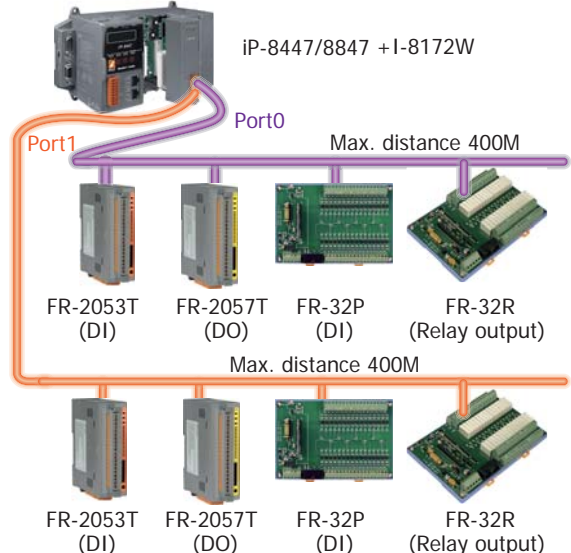 iP-8447/8847 +I-8172W
Port0
Port1
Max. distance 400M
FR-2053T
(DI)
FR-2057T
(DO)
FR-32P
(DI)
FR-32R
(Relay output)
Max. distance 400M
FR-2053T
(DI)
FR-2057T
(DO)
FR-32P
(DI)
FR-32R
(Relay output)